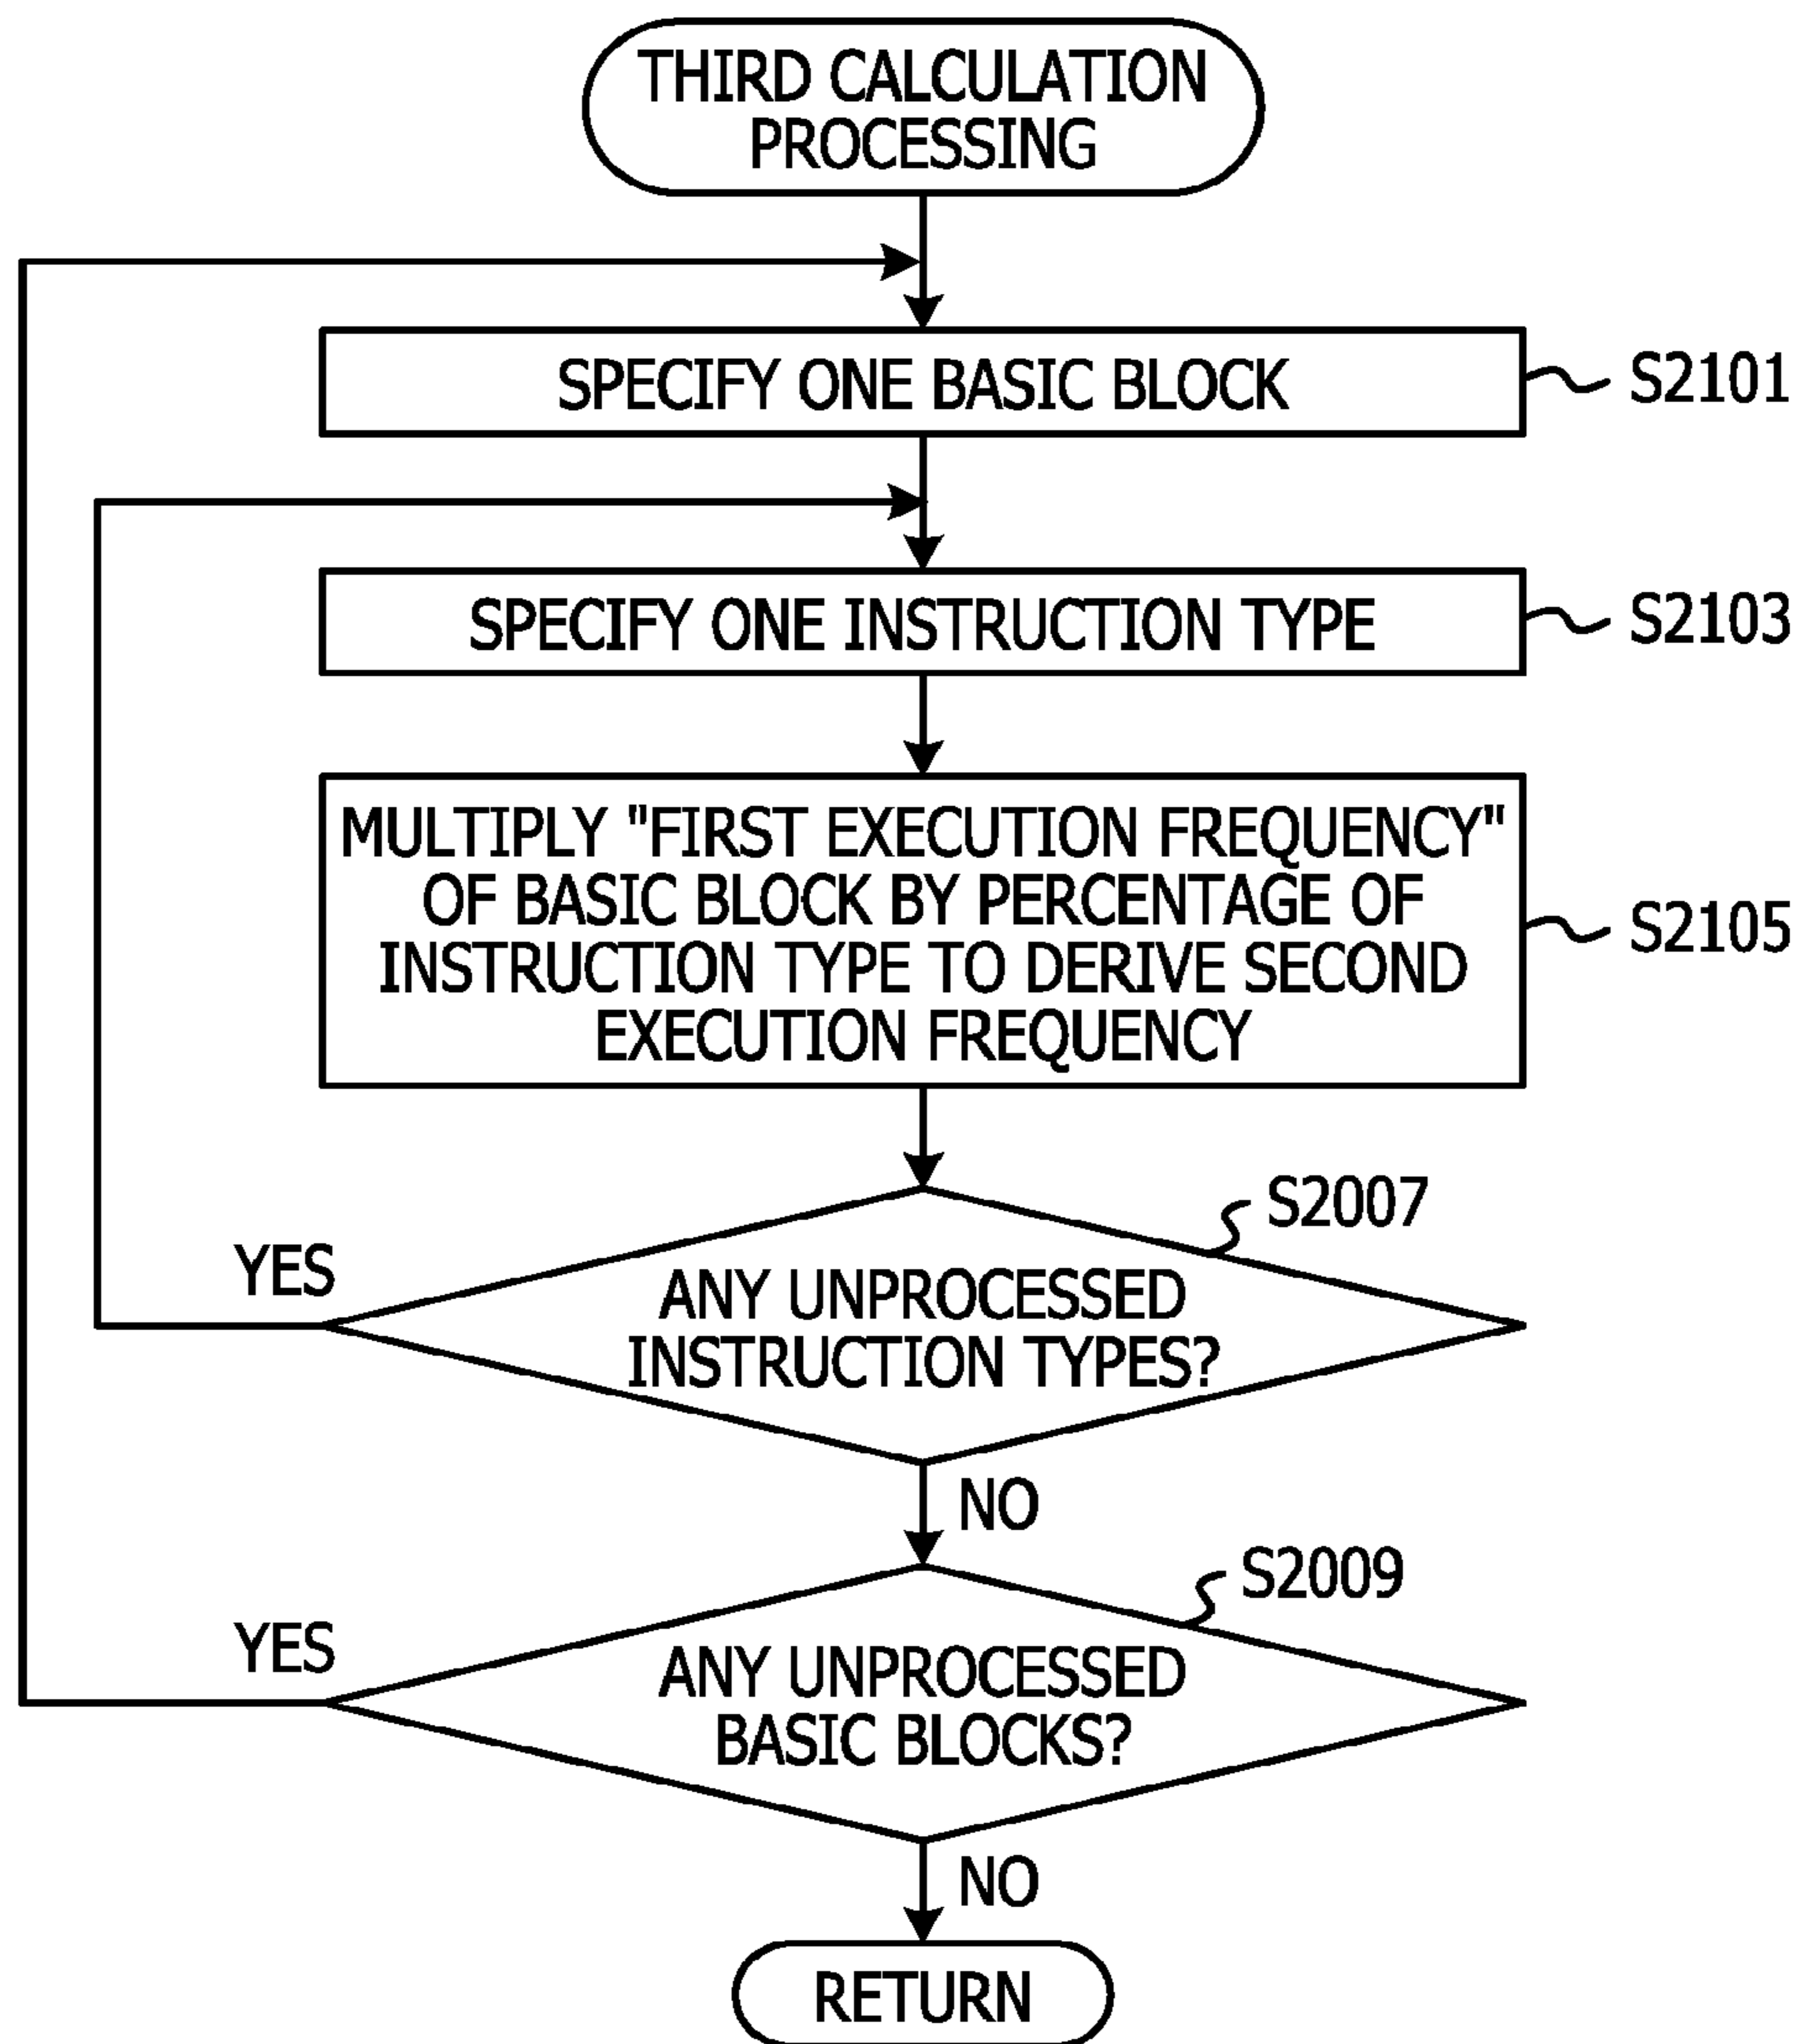 THIRD CALCULATION
PROCESSING
SPECIFY ONE BASIC BLOCK
S2101
SPECIFY ONE INSTRUCTION TYPE
S2103
MULTIPLY "FIRST EXECUTION FREQUENCY"
OF BASIC BLOCK BY PERCENTAGE OF
INSTRUCTION TYPE TO DERIVE SECOND
EXECUTION FREQUENCY
S2105
S2007
YES
ANY UNPROCESSED
INSTRUCTION TYPES?
NO
S2009
YES
ANY UNPROCESSED
BASIC BLOCKS?
NO
RETURN